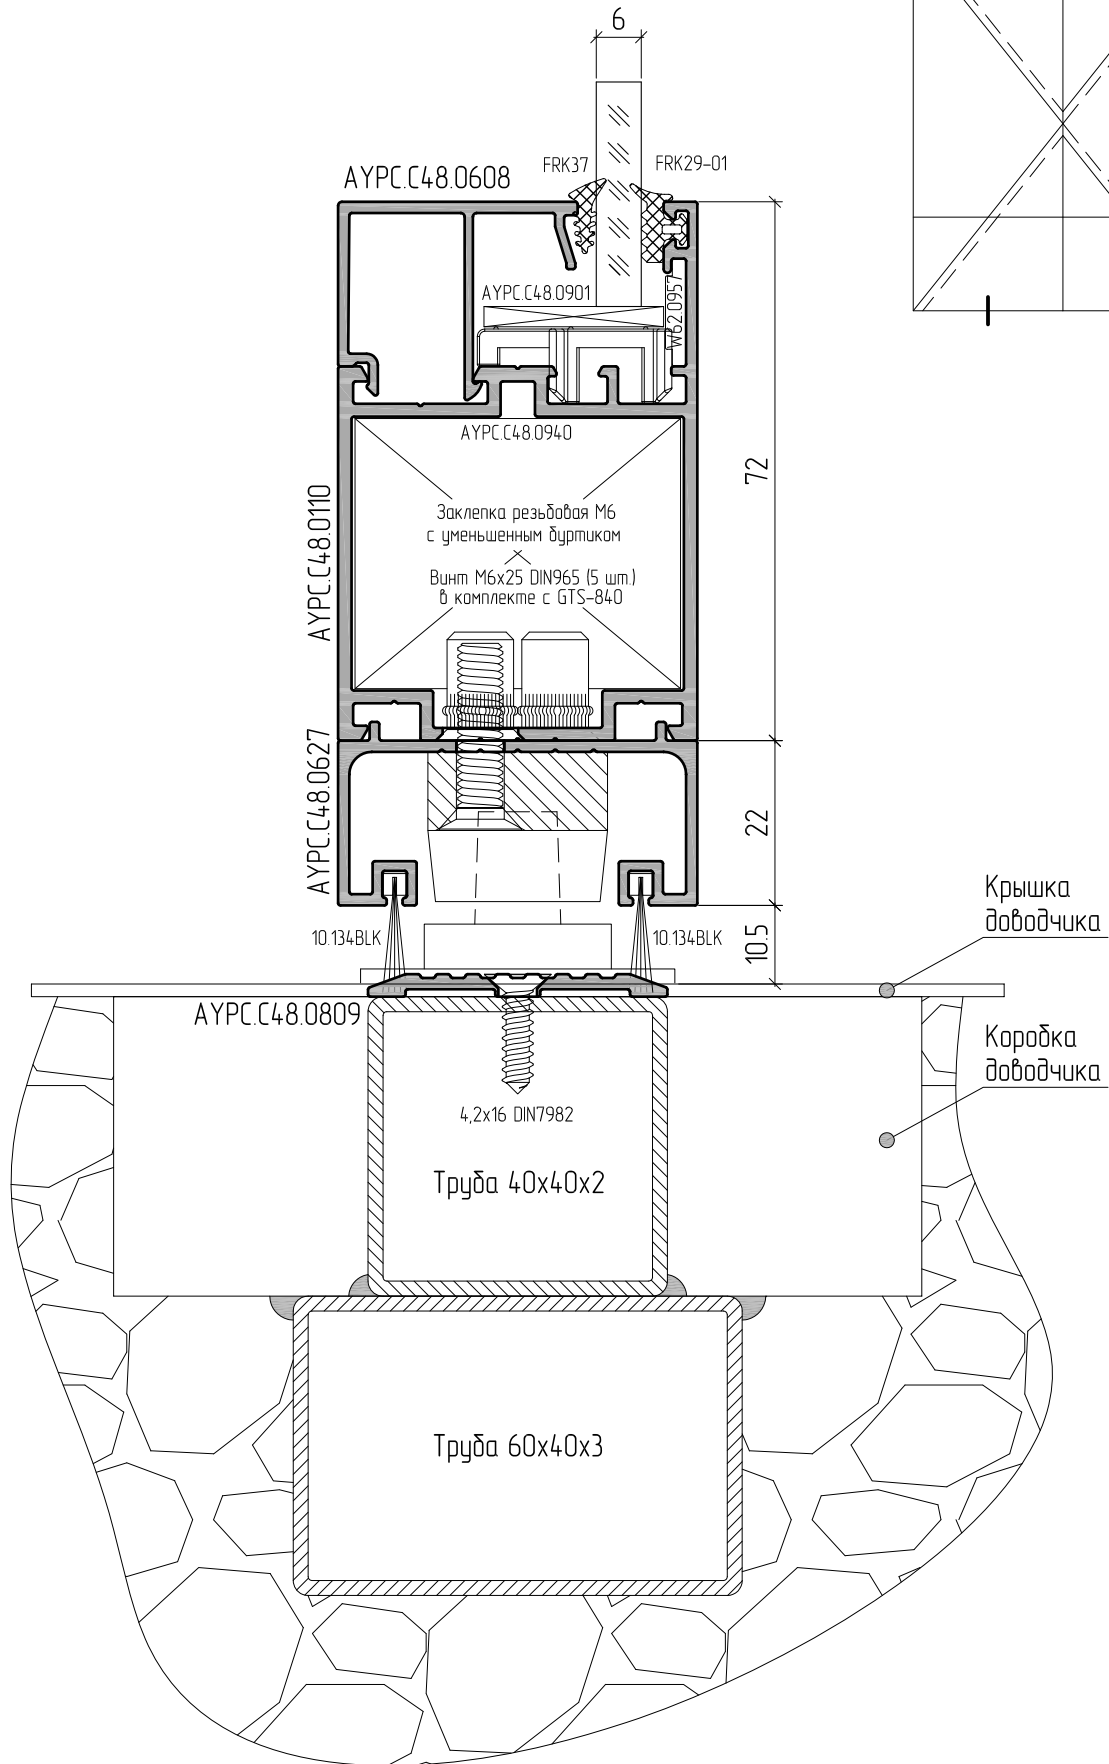 6
FRK37
FRK29-01
AYPC.C48.0608
AYPC.C48.0901
W62.0957
AYPC.C48.0940
72
Заклепка резьбовая М6
с уменьшенным буртиком
AYPC.C48.0110
Винт М6х25 DIN965 (5 шт.)
в комплекте с GTS-840
AYPC.C48.0627
22
10.134BLK
10.134BLK
10.5
Крышка
доводчика
AYPC.C48.0809
Коробка
доводчика
4,2x16 DIN7982
Труба 40х40х2
Труба 60х40х3